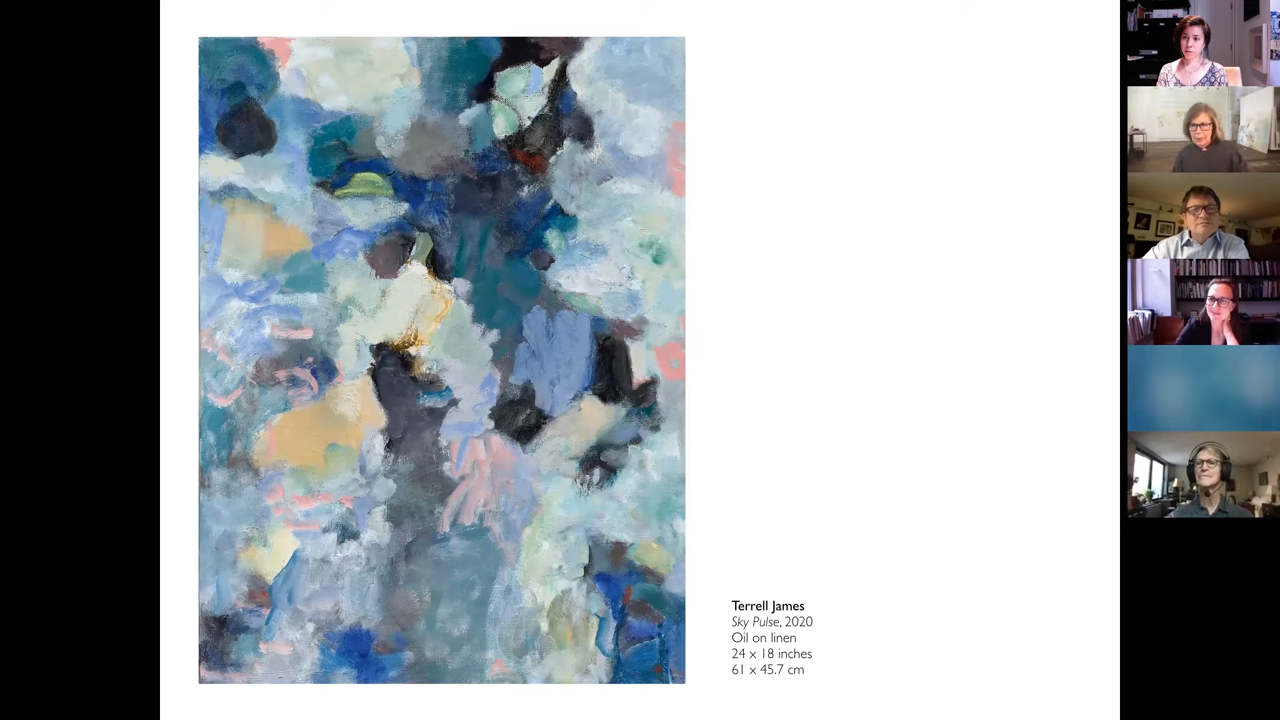 Terrell James
Sky Pulse, 2020
Oil on linen
24 x 18 inches
61 x 45.7 cm